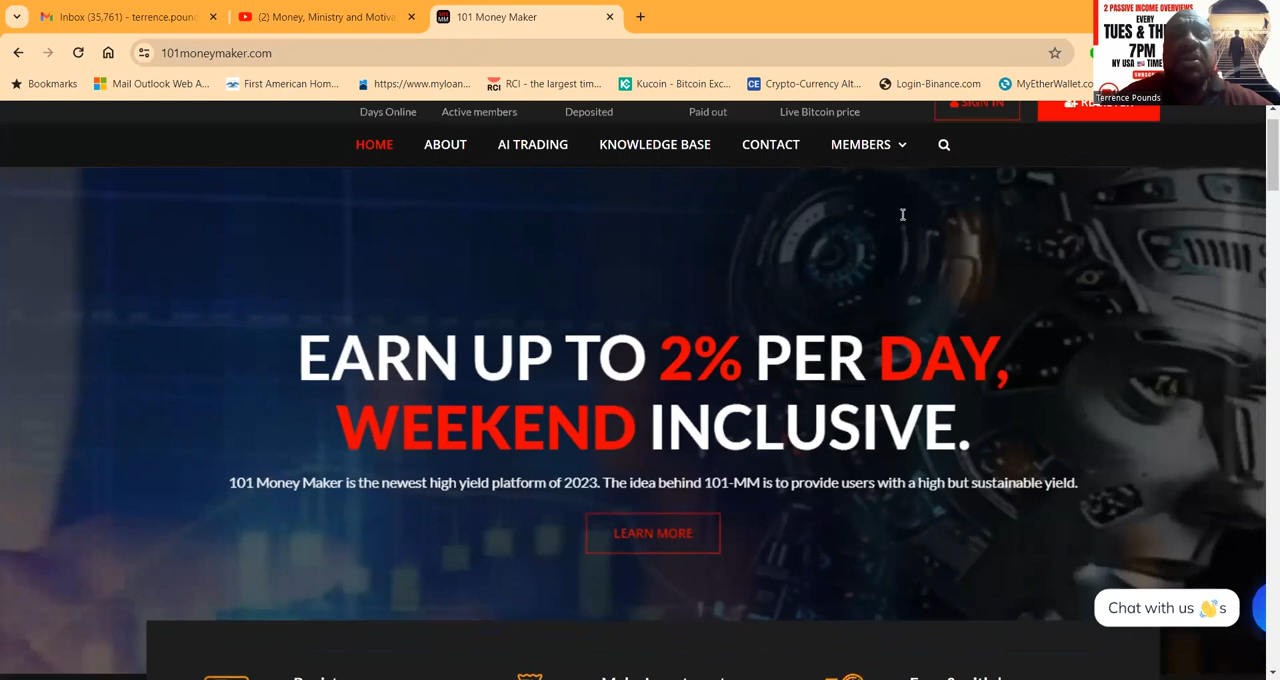 Inbox (35,761) - terrence.poun
(2) Money, Ministry and Motiva
101 Money Maker
101moneymaker.com
Bookmarks
Mail Outlook Web A...
First American Hom...
https://www.myloan...
RCI - the largest tim...
Kucoin - Bitcoin Exc...
Crypto-Currency Alt...
Login-Binance.com
MyEtherWallet.co
2 PASSIVE INCOME OVERVIEWS
EVERY
TUES & TH
7PM
NY USA TIME
Terrence Pounds
Days Online
Active members
Deposited
Paid out
Live Bitcoin price
SIGN IN
HOME
ABOUT
AI TRADING
KNOWLEDGE BASE
CONTACT
MEMBERS
EARN UP TO 2% PER DAY,
WEEKEND INCLUSIVE.
101 Money Maker is the newest high yield platform of 2023. The idea behind 101-MM is to provide users with a high but sustainable yield.
LEARN MORE
Chat with us 👋s